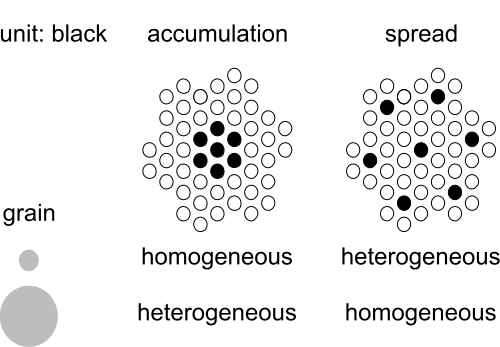 unit: black accumulation spread
grain
homogeneous heterogeneous
heterogeneous homogeneous